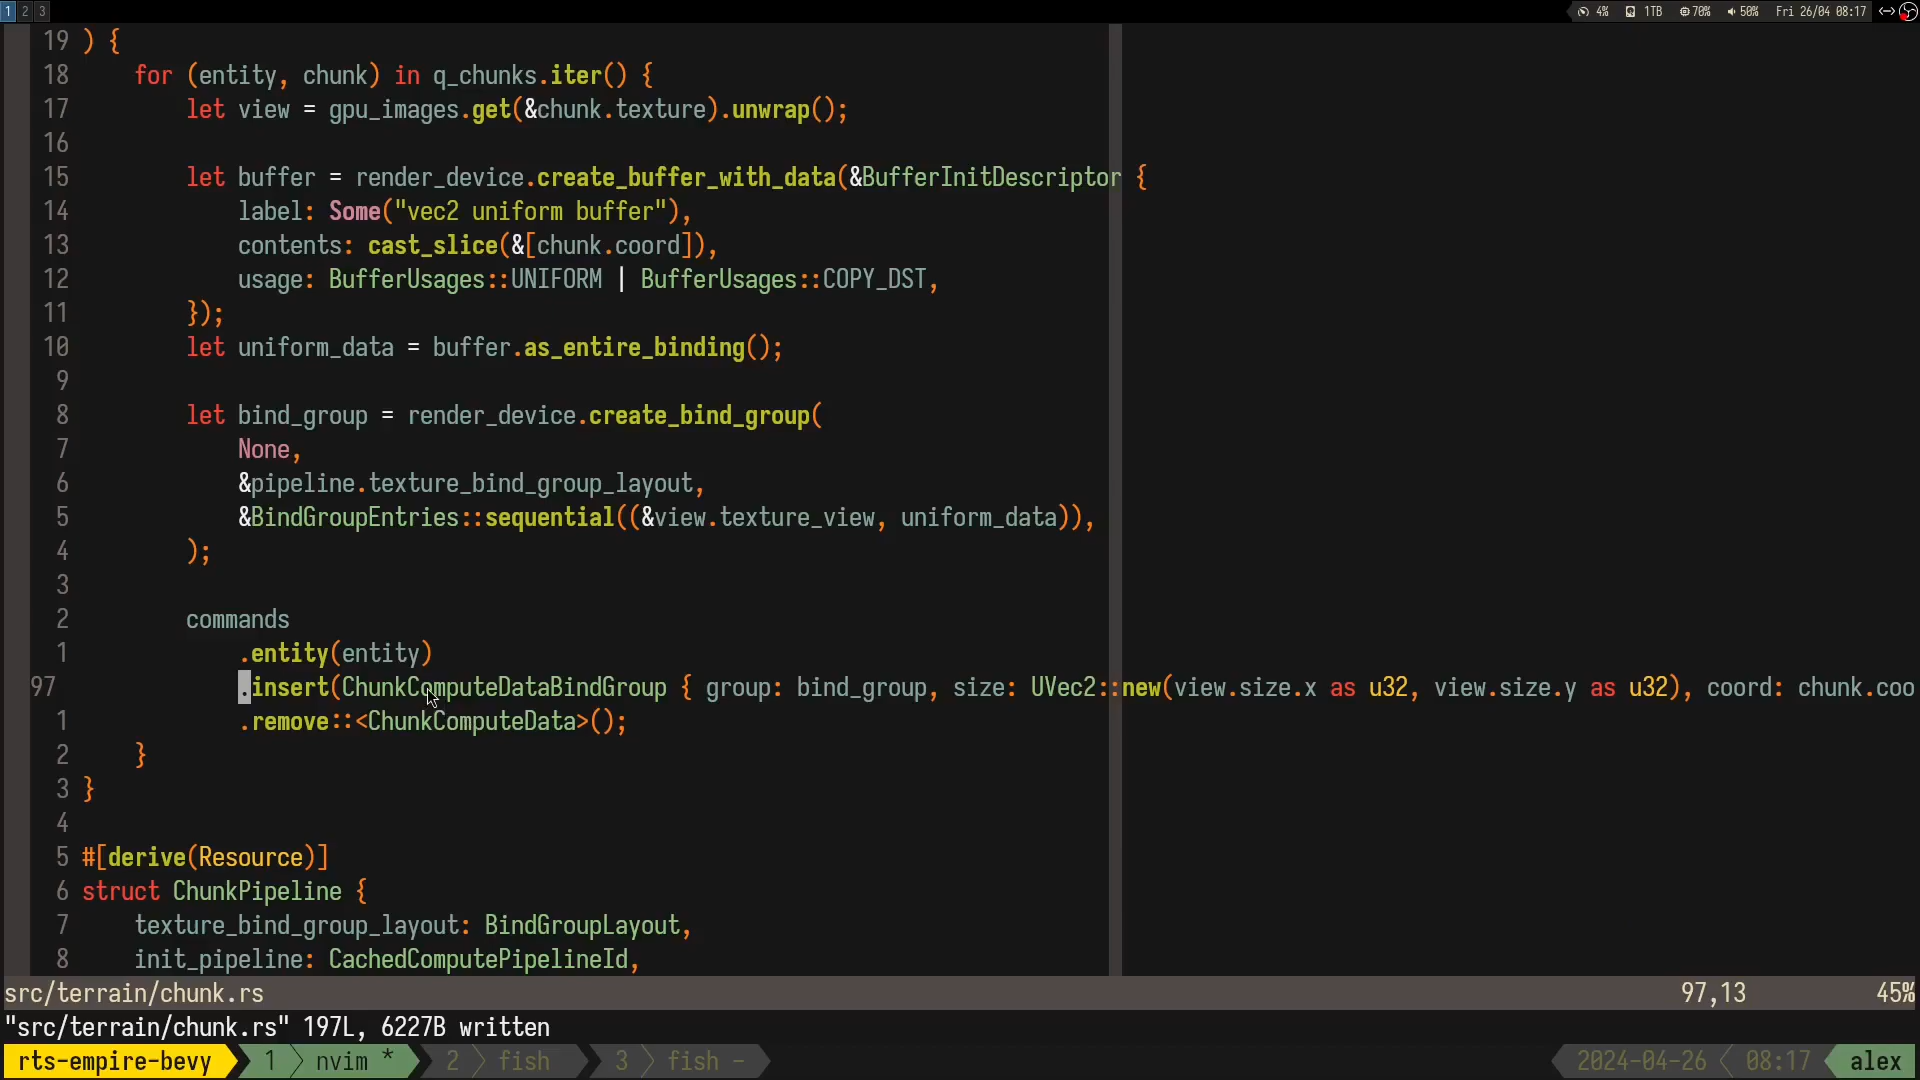 1 2 3 4% 1TB 70% 50% Fri 26/04 08:17
19 ) {
18     for (entity, chunk) in q_chunks.iter() {
17         let view = gpu_images.get(&chunk.texture).unwrap();
16
15         let buffer = render_device.create_buffer_with_data(&BufferInitDescriptor {
14             label: Some("vec2 uniform buffer"),
13             contents: cast_slice(&[chunk.coord]),
12             usage: BufferUsages::UNIFORM | BufferUsages::COPY_DST,
11         });
10         let uniform_data = buffer.as_entire_binding();
9
8         let bind_group = render_device.create_bind_group(
7             None,
6             &pipeline.texture_bind_group_layout,
5             &BindGroupEntries::sequential((&view.texture_view, uniform_data)),
4         );
3
2         commands
1             .entity(entity)
97             .insert(ChunkComputeDataBindGroup { group: bind_group, size: UVec2::new(view.size.x as u32, view.size.y as u32), coord: chunk.coo
1             .remove::<ChunkComputeData>();
2     }
3 }
4
5 #[derive(Resource)]
6 struct ChunkPipeline {
7     texture_bind_group_layout: BindGroupLayout,
8     init_pipeline: CachedComputePipelineId,
src/terrain/chunk.rs 97,13 45%
"src/terrain/chunk.rs" 197L, 6227B written
rts-empire-bevy 1 nvim * 2 fish 3 fish - 2024-04-26 08:17 alex